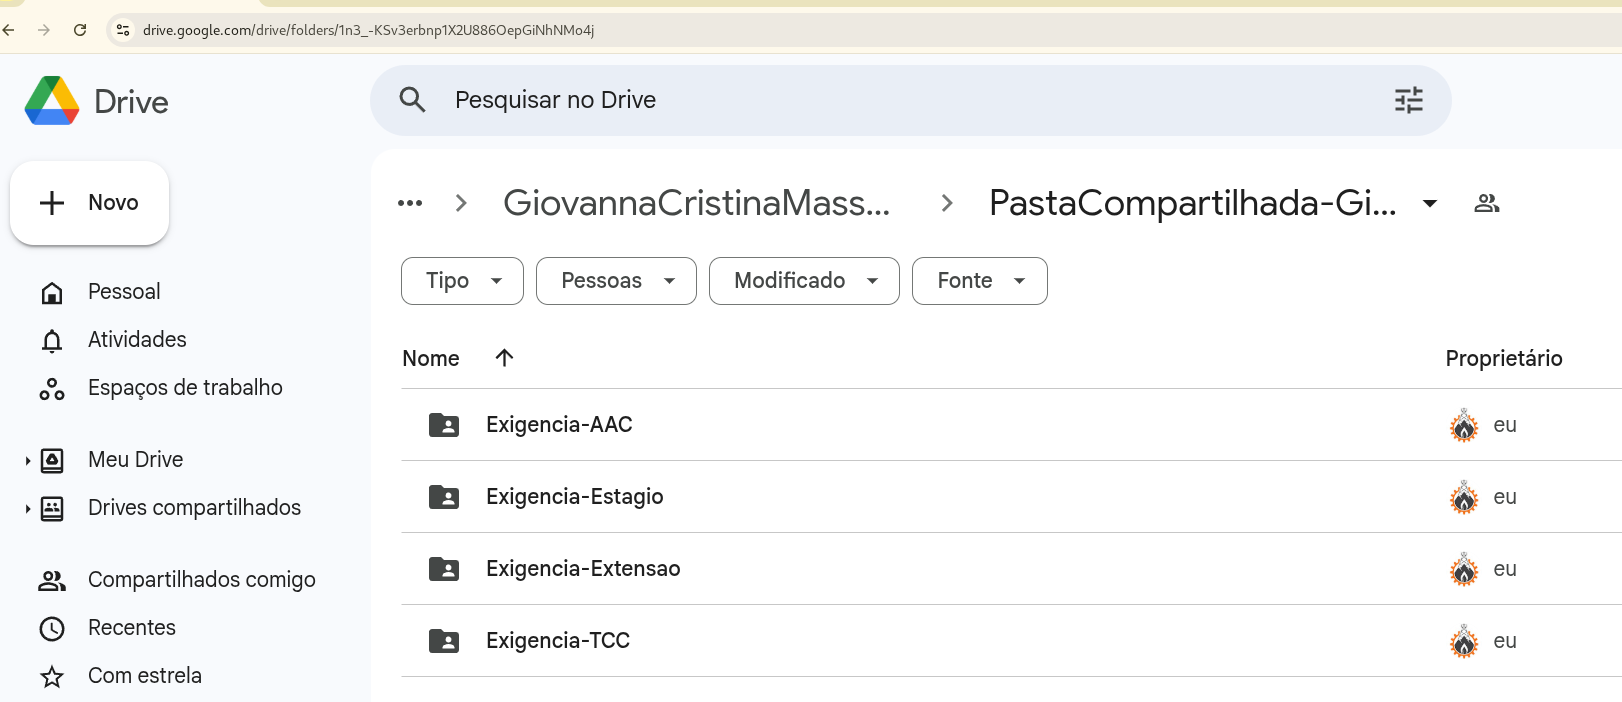 drive.google.com/drive/folders/1n3_-KSv3erbnp1X2U886OepGiNhNMo4j
Drive
Pesquisar no Drive
Novo
GiovannaCristinaMass...
PastaCompartilhada-Gi...
Tipo
Pessoas
Modificado
Fonte
Pessoal
Atividades
Espaços de trabalho
Meu Drive
Drives compartilhados
Compartilhados comigo
Recentes
Com estrela
Nome
Proprietário
Exigencia-AAC
eu
Exigencia-Estagio
eu
Exigencia-Extensao
eu
Exigencia-TCC
eu